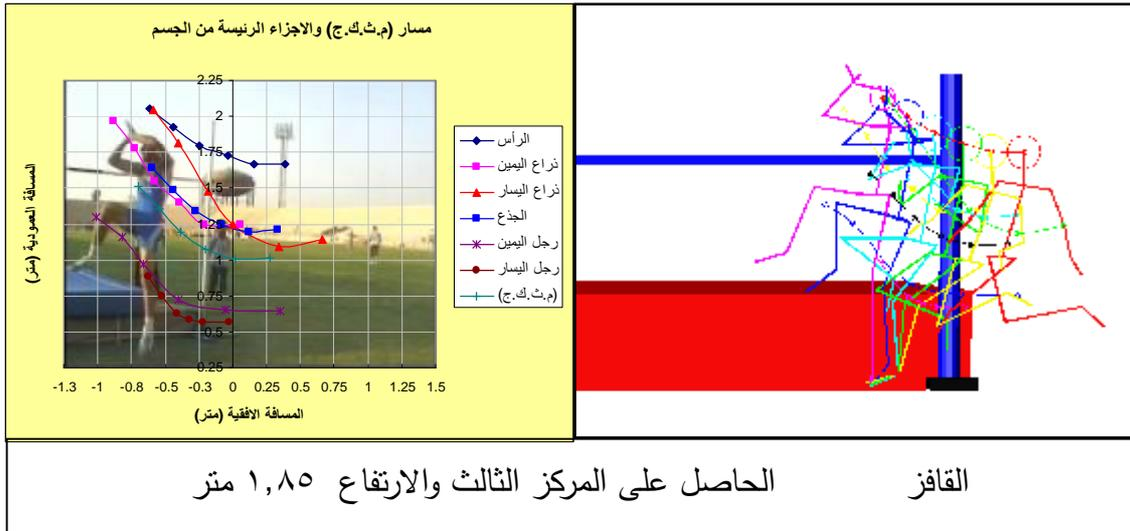 مسار (م.ث.ك.ج) والاجزاء الرئيسة من الجسم
2.25
2
1.75
1.5
1.25
1
0.75
0.5
0.25
-1.3 -1 -0.8 -0.5 -0.3 0 0.25 0.5 0.75 1 1.25 1.5
المسافة العمودية (متر)
المسافة الافقية (متر)
الرأس
ذراع اليمين
ذراع اليسار
الجذع
رجل اليمين
رجل اليسار
(م.ث.ك.ج)
القافز الحاصل على المركز الثالث والارتفاع ١,٨٥ متر